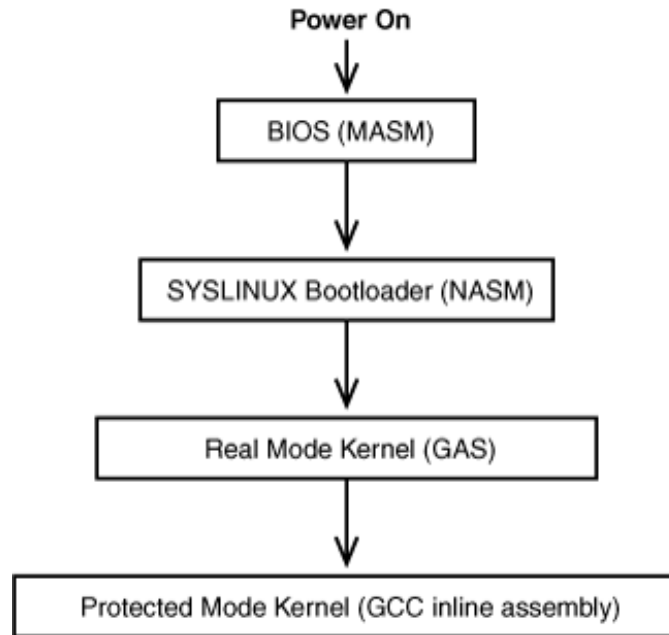 Power On
BIOS (MASM)
SYSLINUX Bootloader (NASM)
Real Mode Kernel (GAS)
Protected Mode Kernel (GCC inline assembly)